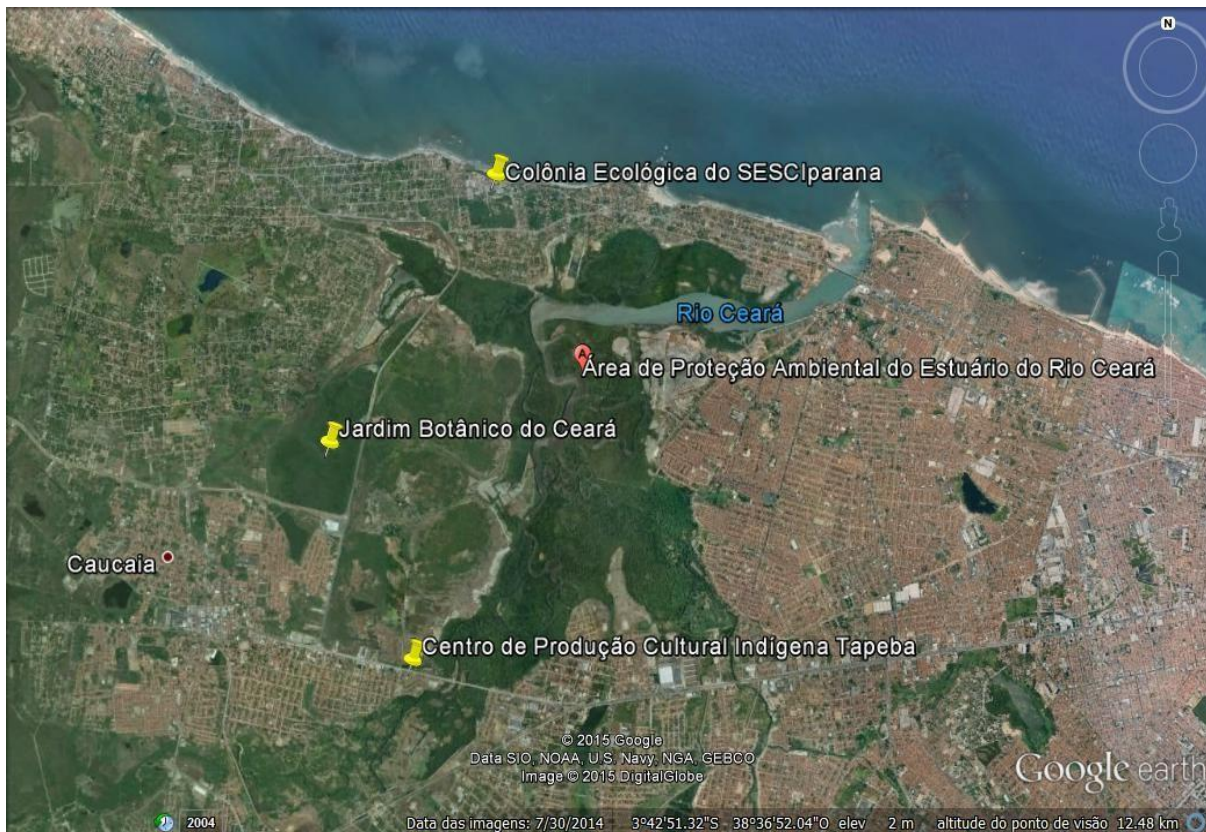 N
Colônia Ecológica do SESCIparana
Rio Ceará
A
Área de Proteção Ambiental do Estuário do Rio Ceará
Jardim Botânico do Ceará
Caucaia
Centro de Produção Cultural Indígena Tapeba
© 2015 Google
Data SIO, NOAA, U.S. Navy, NGA, GEBCO
Image © 2015 DigitalGlobe
Google earth
2004 Data das imagens: 7/30/2014 3°42'51.32"S - 38°36'52.04"O elev 2 m altitude do ponto de visão 12.48 km